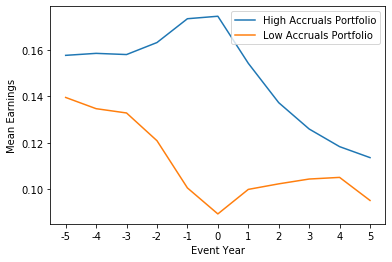 High Accruals Portfolio
Low Accruals Portfolio
Mean Earnings
0.16
0.14
0.12
0.10
-5 -4 -3 -2 -1 0 1 2 3 4 5
Event Year